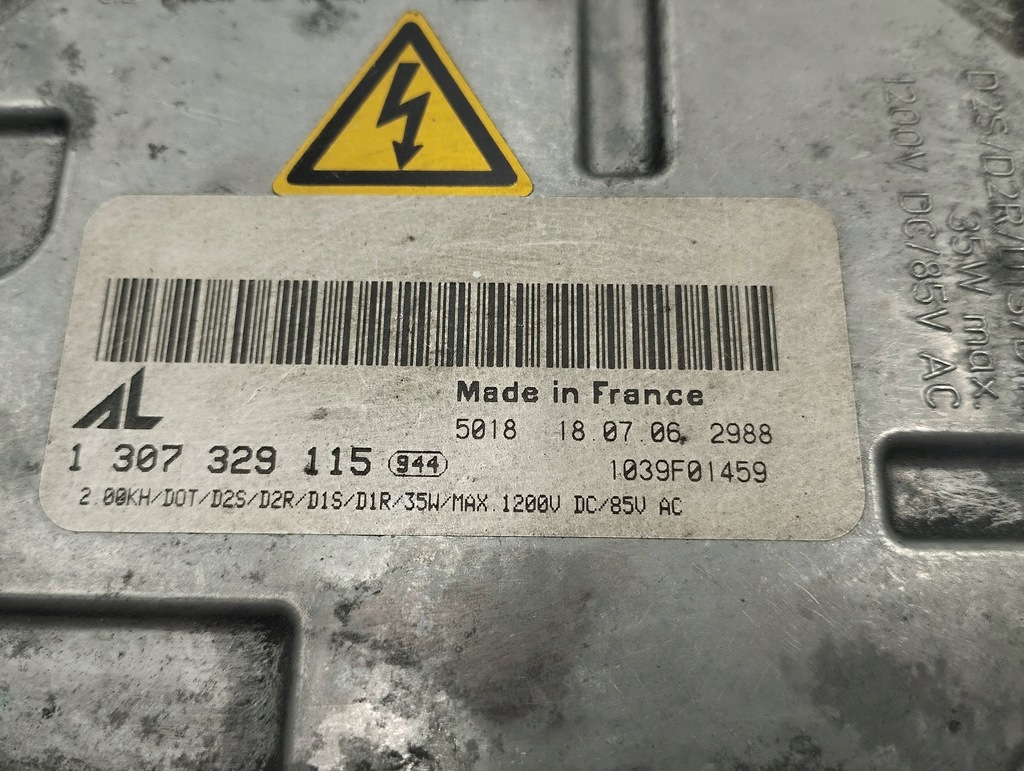 AL
Made in France
5018 18.07.06. 2988
1 307 329 115 944
1039F01459
2.00KH/DOT/D2S/D2R/D1S/D1R/35W/MAX.1200V DC/85V AC
35W max.
1200V DC/85V AC